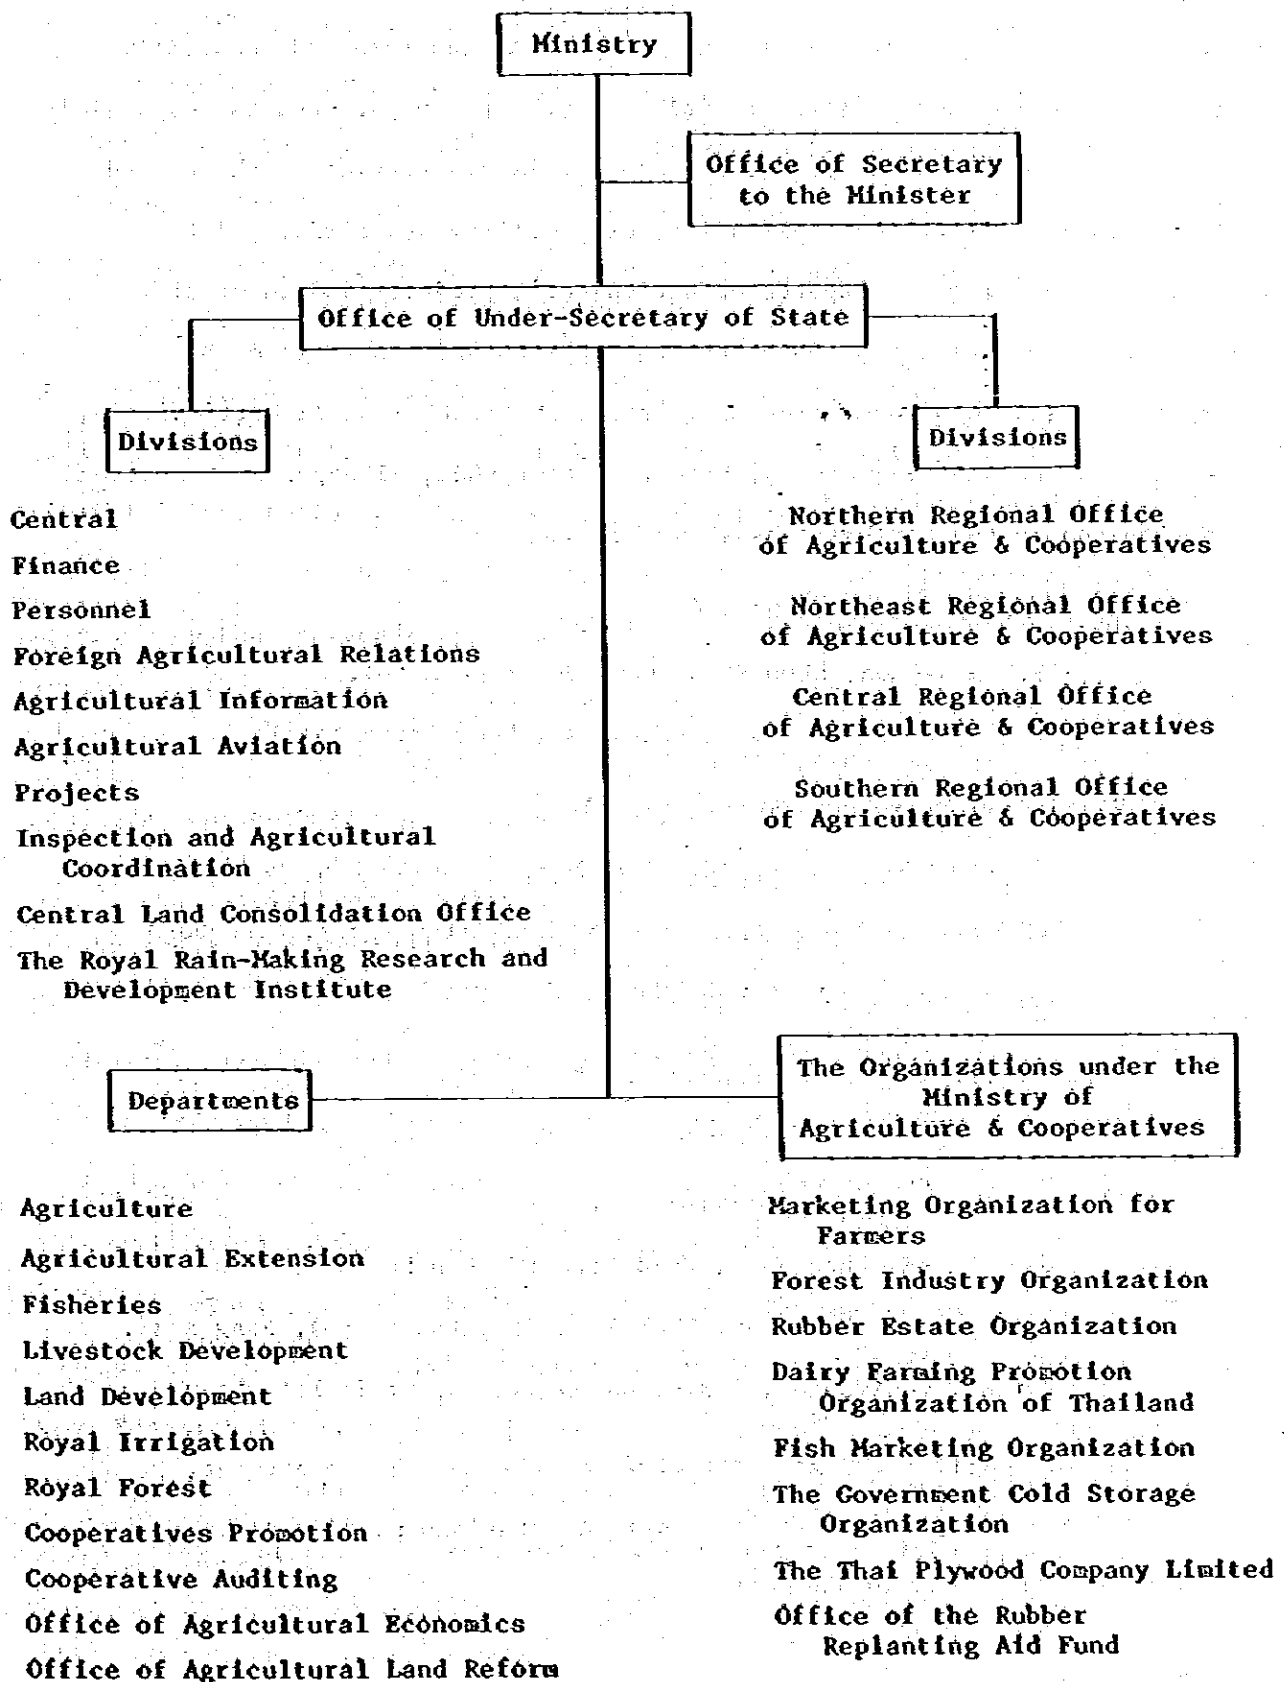 Ministry
Office of Secretary
to the Minister
Office of Under-Secretary of State
Divisions
Central
Finance
Personnel
Foreign Agricultural Relations
Agricultural Information
Agricultural Aviation
Projects
Inspection and Agricultural
Coordination
Central Land Consolidation Office
The Royal Rain-Making Research and
Development Institute
Divisions
Northern Regional Office
of Agriculture & Cooperatives
Northeast Regional Office
of Agriculture & Cooperatives
Central Regional Office
of Agriculture & Cooperatives
Southern Regional Office
of Agriculture & Cooperatives
Departments
Agriculture
Agricultural Extension
Fisheries
Livestock Development
Land Development
Royal Irrigation
Royal Forest
Cooperatives Promotion
Cooperative Auditing
Office of Agricultural Economics
Office of Agricultural Land Reform
The Organizations under the
Ministry of
Agriculture & Cooperatives
Marketing Organization for
Farmers
Forest Industry Organization
Rubber Estate Organization
Dairy Farming Promotion
Organization of Thailand
Fish Marketing Organization
The Government Cold Storage
Organization
The Thai Plywood Company Limited
Office of the Rubber
Replanting Aid Fund